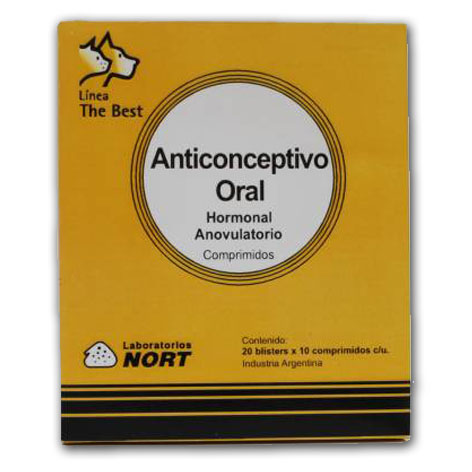 Línea
The Best
Anticonceptivo
Oral
Hormonal
Anovulatorio
Comprimidos
Laboratorios
NORT
Contenido:
20 blisters x 10 comprimidos c/u.
Industria Argentina